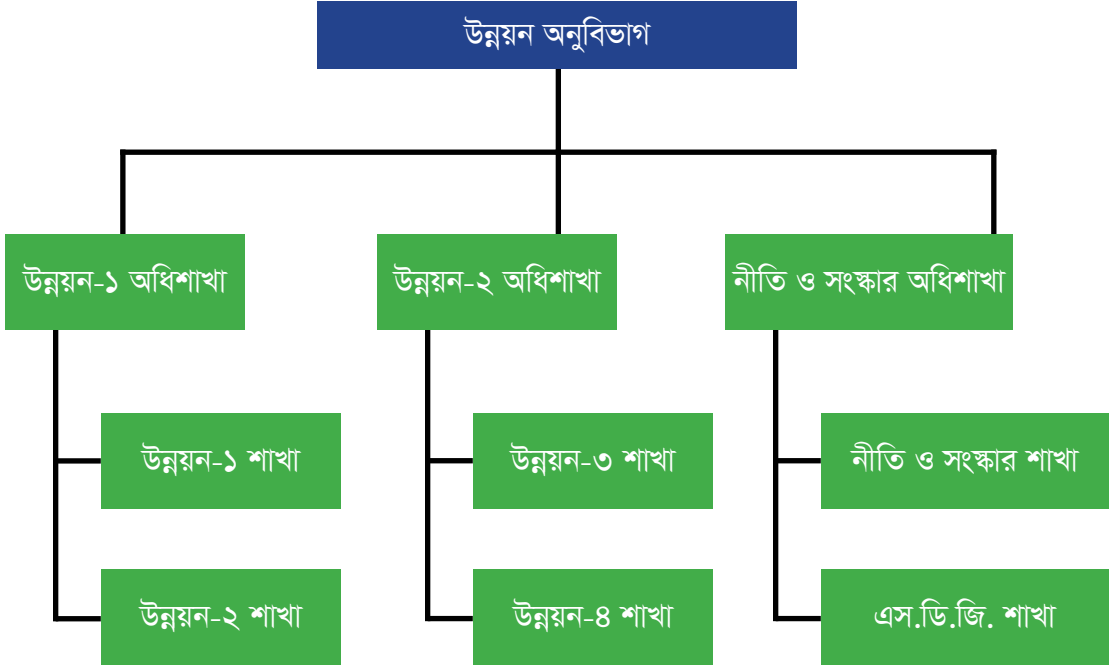 উন্নয়ন অনুবিভাগ
উন্নয়ন-১ অধিশাখা
উন্নয়ন-২ অধিশাখা
নীতি ও সংস্কার অধিশাখা
উন্নয়ন-১ শাখা
উন্নয়ন-৩ শাখা
নীতি ও সংস্কার শাখা
উন্নয়ন-২ শাখা
উন্নয়ন-৪ শাখা
এস.ডি.জি. শাখা